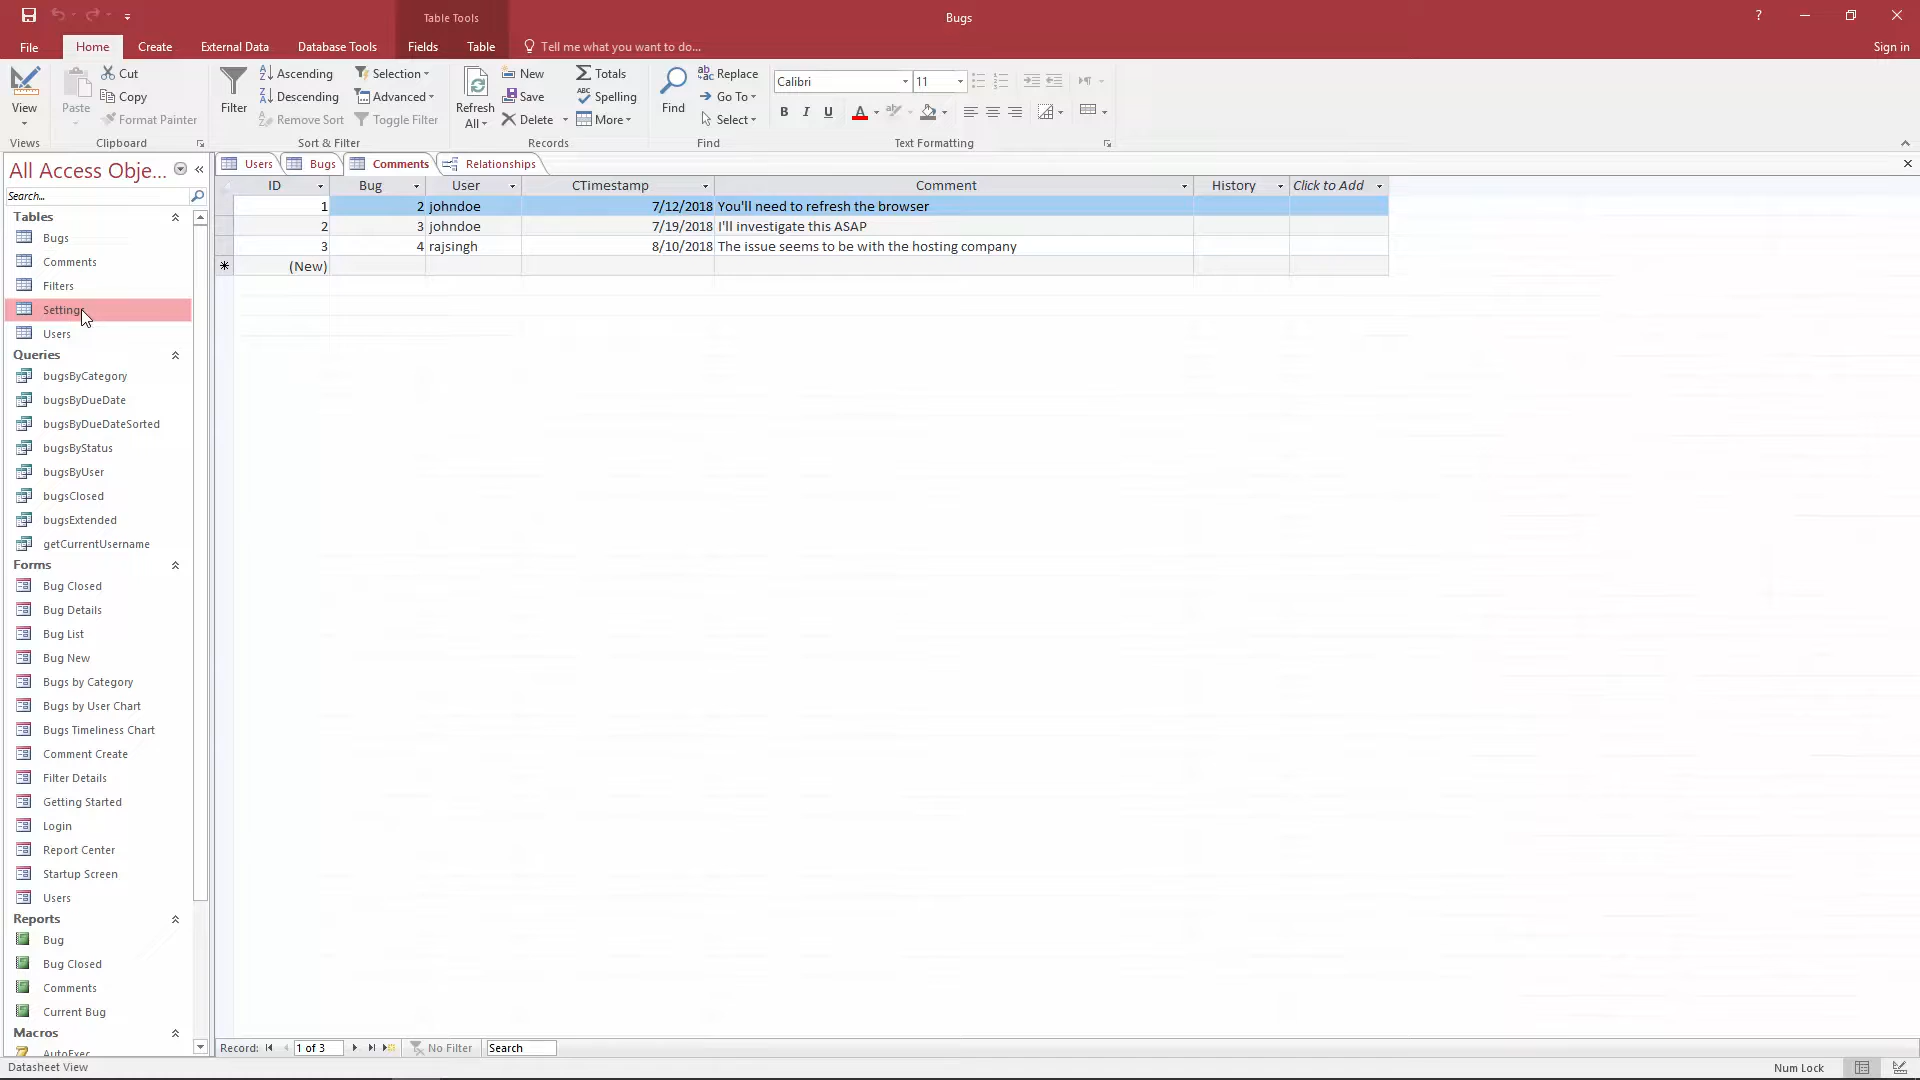 Table Tools
Bugs
?
File
Home
Create
External Data
Database Tools
Fields
Table
Tell me what you want to do...
Sign in
View
Views
Paste
Cut
Copy
Format Painter
Clipboard
Filter
Ascending
Descending
Remove Sort
Selection
Advanced
Toggle Filter
Sort & Filter
Refresh
All
New
Save
Delete
Totals
Spelling
More
Records
Find
Replace
Go To
Select
Find
Calibri
11
B I U
Text Formatting
All Access Obje...
Search...
Tables
Bugs
Comments
Filters
Settings
Users
Queries
bugsByCategory
bugsByDueDate
bugsByDueDateSorted
bugsByStatus
bugsByUser
bugsClosed
bugsExtended
getCurrentUsername
Forms
Bug Closed
Bug Details
Bug List
Bug New
Bugs by Category
Bugs by User Chart
Bugs Timeliness Chart
Comment Create
Filter Details
Getting Started
Login
Report Center
Startup Screen
Users
Reports
Bug
Bug Closed
Comments
Current Bug
Macros
AutoExec
Users
Bugs
Comments
Relationships
ID Bug User CTimestamp Comment History Click to Add
1 2 johndoe 7/12/2018 You'll need to refresh the browser
2 3 johndoe 7/19/2018 I'll investigate this ASAP
3 4 rajsingh 8/10/2018 The issue seems to be with the hosting company
(New)
Record: 1 of 3 No Filter Search
Datasheet View
Num Lock